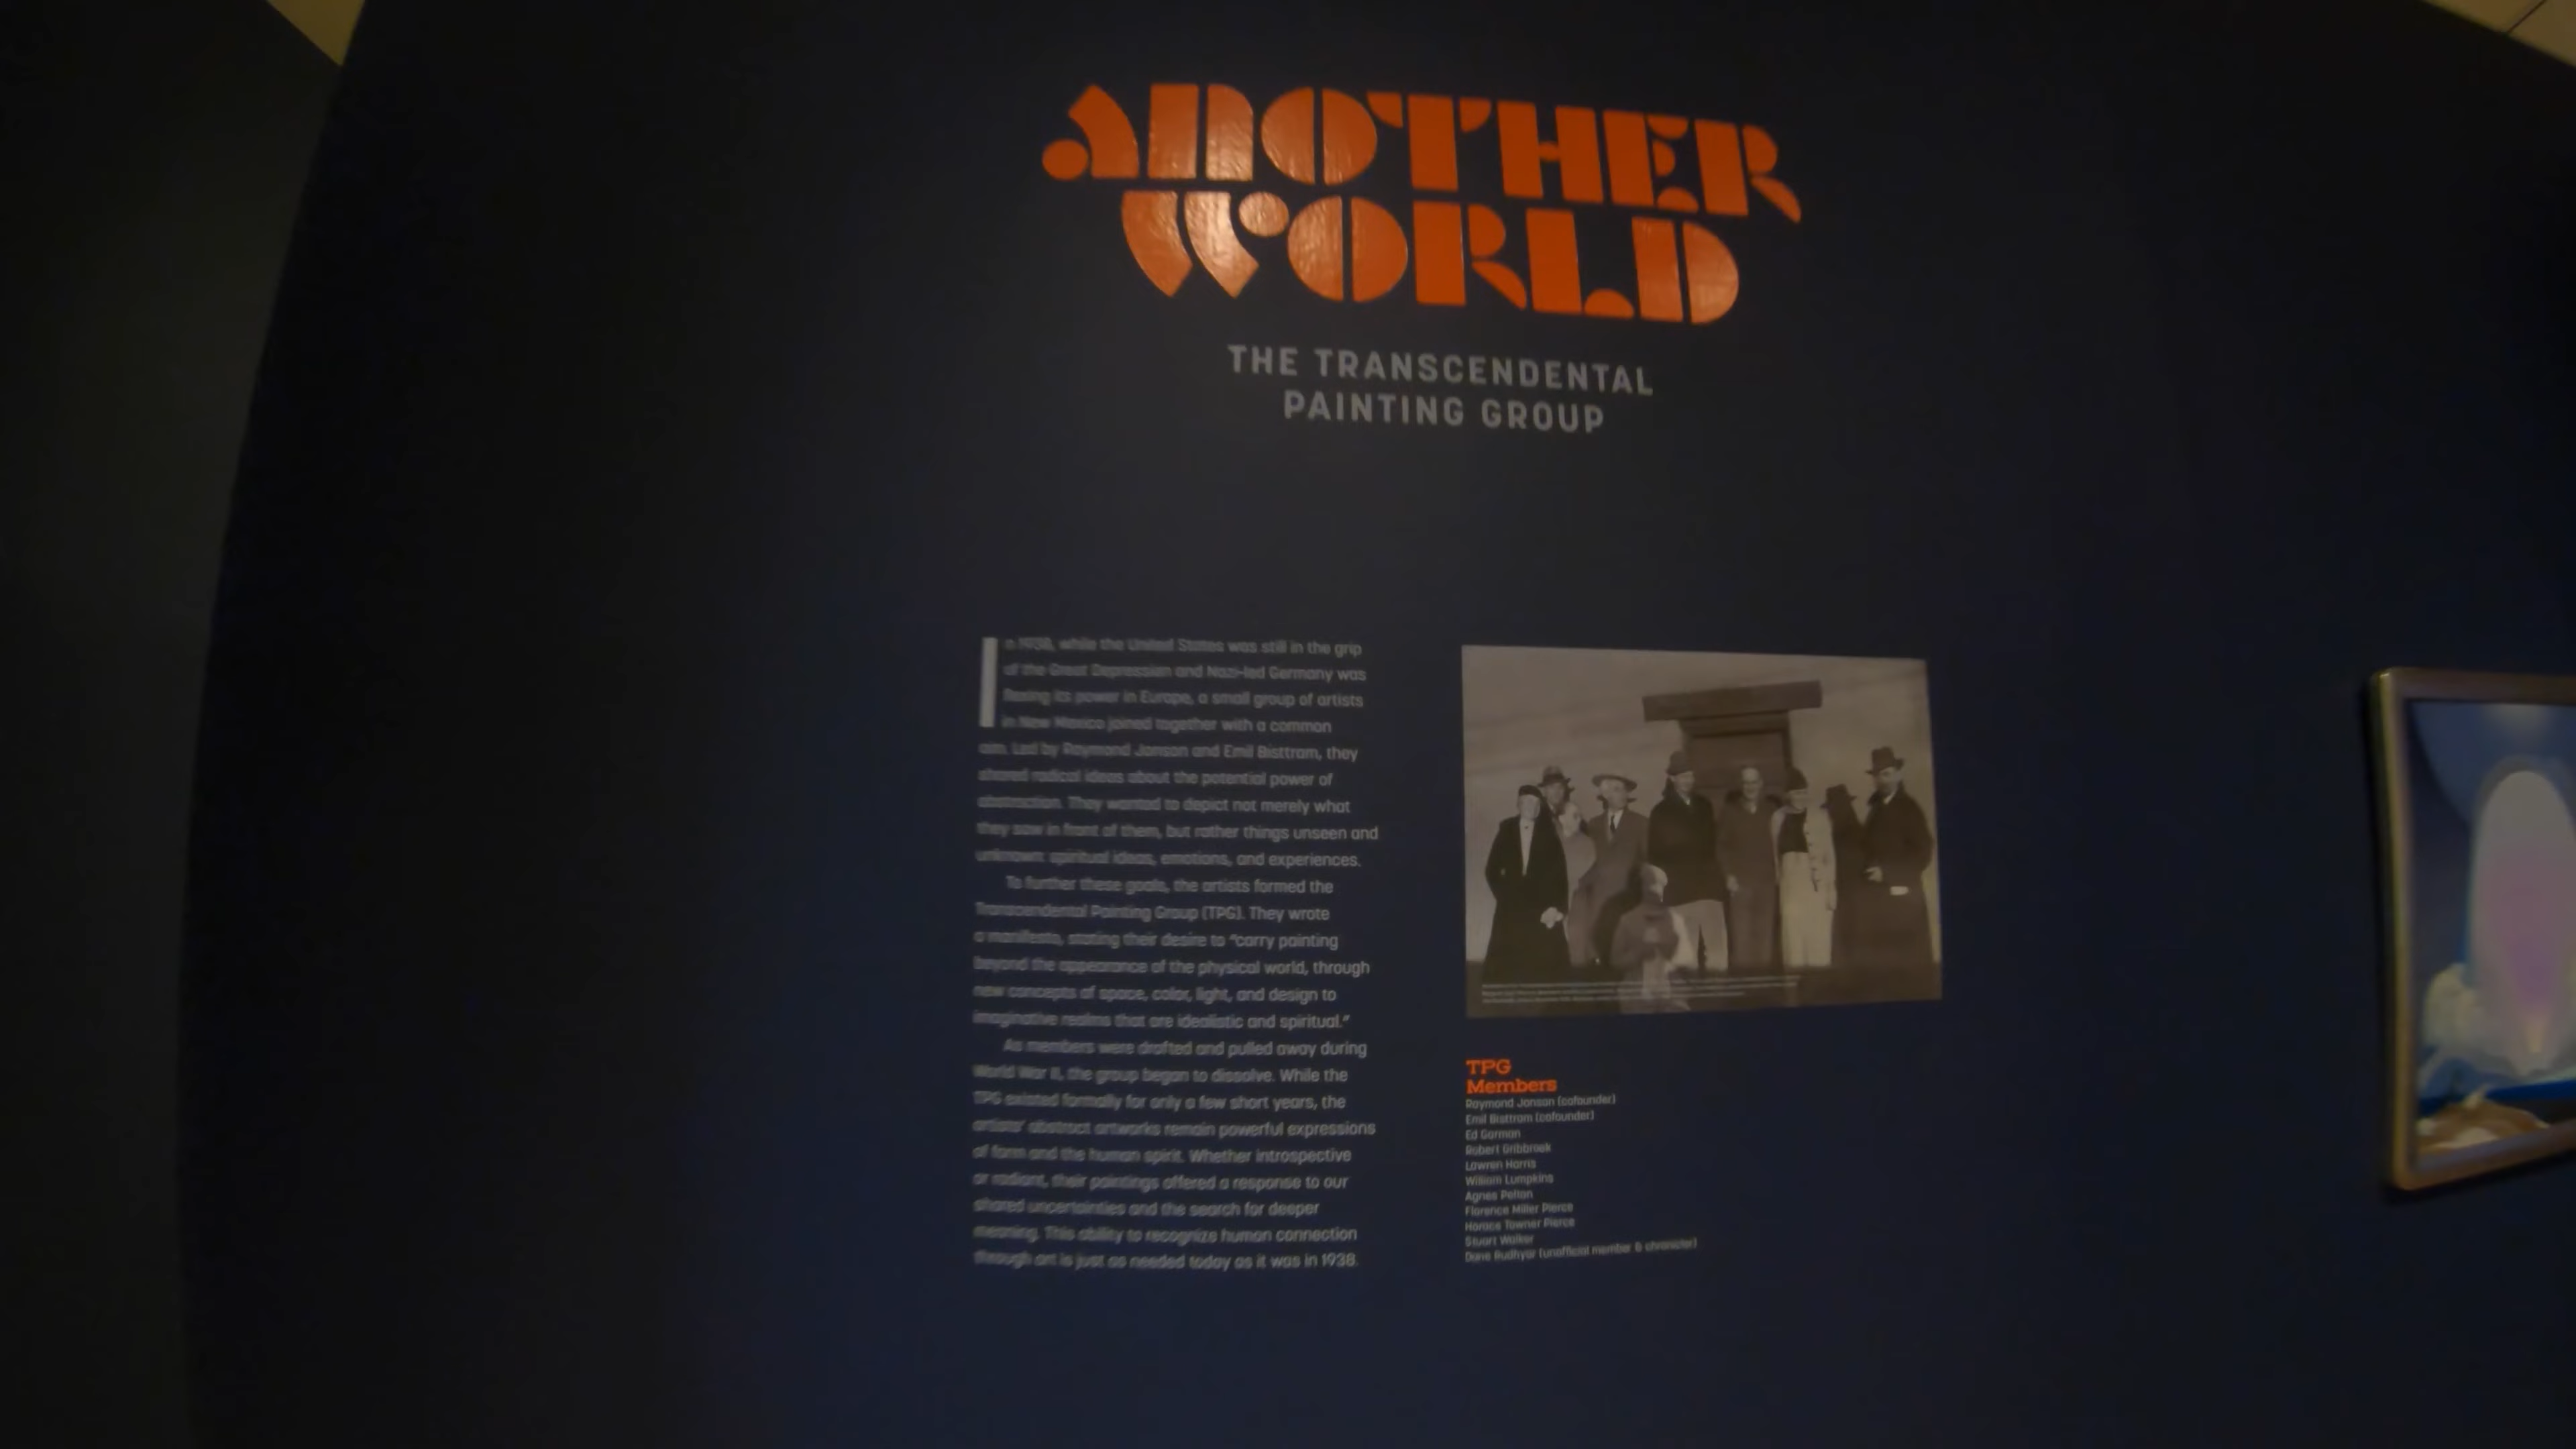 ANOTHER
WORLD
THE TRANSCENDENTAL
PAINTING GROUP
In 1938, while the United States was still in the grip
of the Great Depression and Nazi-led Germany was
flexing its power in Europe, a small group of artists
in New Mexico joined together with a common
aim. Led by Raymond Jonson and Emil Bisttram, they
shared radical ideas about the potential power of
abstraction. They wanted to depict not merely what
they saw in front of them, but rather things unseen and
unknown: spiritual ideas, emotions, and experiences.
To further these goals, the artists formed the
Transcendental Painting Group (TPG). They wrote
a manifesto, stating their desire to “carry painting
beyond the appearance of the physical world, through
new concepts of space, color, light, and design to
imaginative realms that are idealistic and spiritual.”
As members were drafted and pulled away during
World War II, the group began to dissolve. While the
TPG existed formally for only a few short years, the
artists’ abstract artworks remain powerful expressions
of form and the human spirit. Whether introspective
or radiant, their paintings offered a response to our
shared uncertainties and the search for deeper
meaning. This ability to recognize human connection
through art is just as needed today as it was in 1938.
TPG
Members
Raymond Jonson (cofounder)
Emil Bisttram (cofounder)
Ed Garman
Robert Gribbroek
Lawren Harris
William Lumpkins
Agnes Pelton
Florence Miller Pierce
Horace Towner Pierce
Stuart Walker
Dane Rudhyar (unofficial member & chronicler)